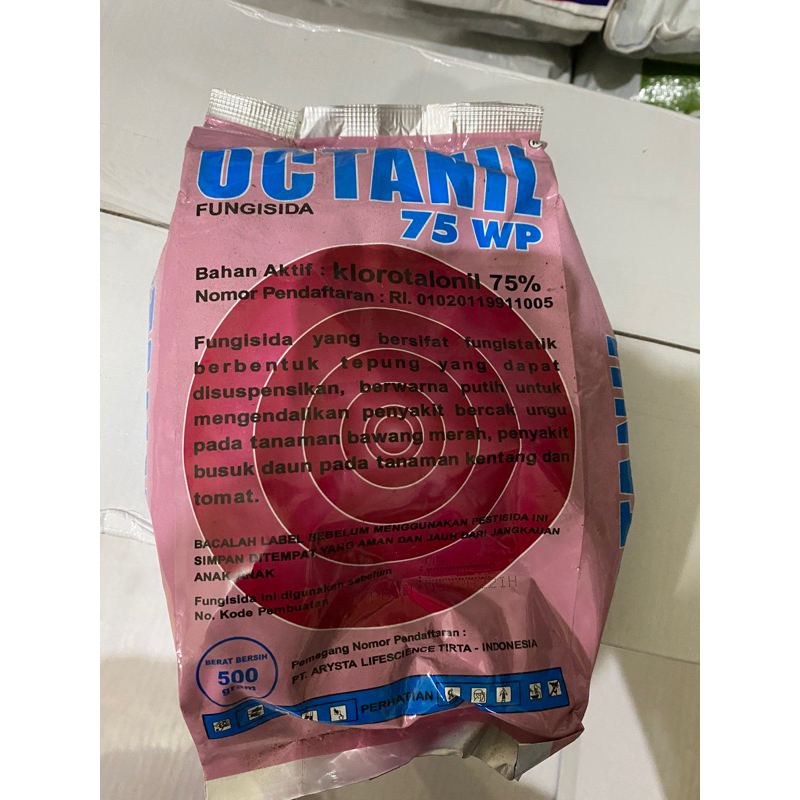 OCTANIL
FUNGISIDA
75 WP
Bahan Aktif : klorotalonil 75%
Nomor Pendaftaran : RI. 01020119911005
Fungisida yang bersifat fungistatik
berbentuk tepung yang dapat
disuspensikan, berwarna putih untuk
mengendalikan penyakit bercak ungu
pada tanaman bawang merah, penyakit
busuk daun pada tanaman kentang dan
tomat.
BACALAH LABEL SEBELUM MENGGUNAKAN PESTISIDA INI
SIMPAN DITEMPAT YANG AMAN DAN JAUH DARI JANGKAUAN
ANAK-ANAK
Fungisida ini digunakan sebelum
No. Kode Pembuatan
Pemegang Nomor Pendaftaran :
PT. ARYSTA LIFESCIENCE TIRTA - INDONESIA
BERAT BERSIH
500
gram
PERHATIAN